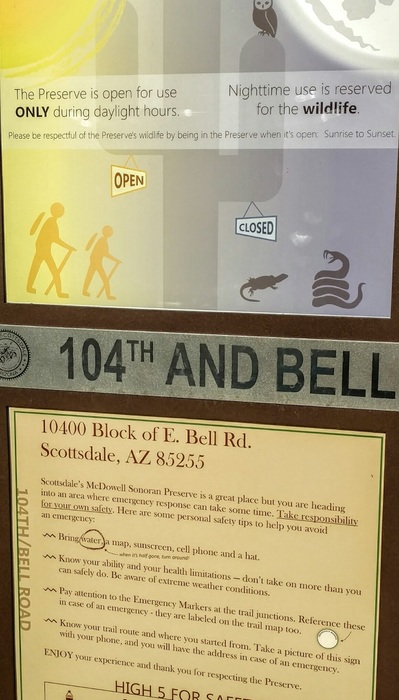 The Preserve is open for use
ONLY during daylight hours.
Nighttime use is reserved
for the wildlife.
Please be respectful of the Preserve's wildlife by being in the Preserve when it's open: Sunrise to Sunset.
OPEN
CLOSED
104TH AND BELL
10400 Block of E. Bell Rd.
Scottsdale, AZ 85255
104TH/BELL ROAD
Scottsdale's McDowell Sonoran Preserve is a great place but you are heading
into an area where emergency response can take some time. Take responsibility
for your own safety. Here are some personal safety tips to help you avoid
an emergency:
Bring water, a map, sunscreen, cell phone and a hat.
when it's half gone, turn around!
Know your ability and your health limitations – don't take on more than you
can safely do. Be aware of extreme weather conditions.
Pay attention to the Emergency Markers at the trail junctions. Reference these
in case of an emergency - they are labeled on the trail map too.
Know your trail route and where you started from. Take a picture of this sign
with your phone, and you will have the address in case of an emergency.
ENJOY your experience and thank you for respecting the Preserve.
HIGH 5 FOR SAFE